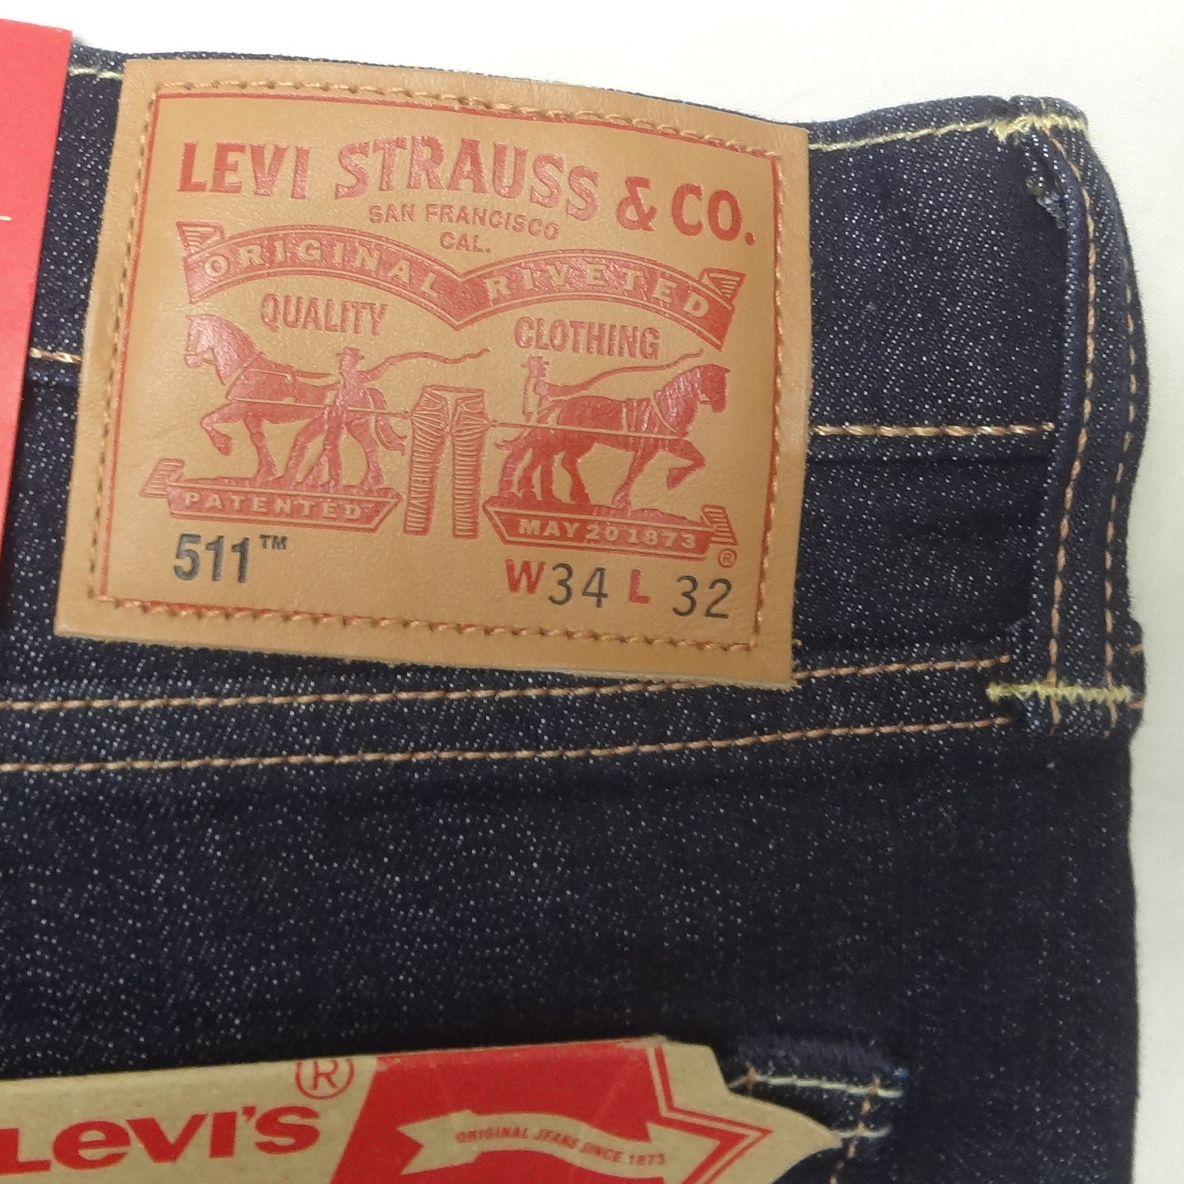 LEVI STRAUSS & CO.
SAN FRANCISCO
CAL.
ORIGINAL RIVETED
QUALITY CLOTHING
PATENTED MAY 20 1873 ®
511™ W34 L 32
Levi's®
ORIGINAL JEANS SINCE 1873